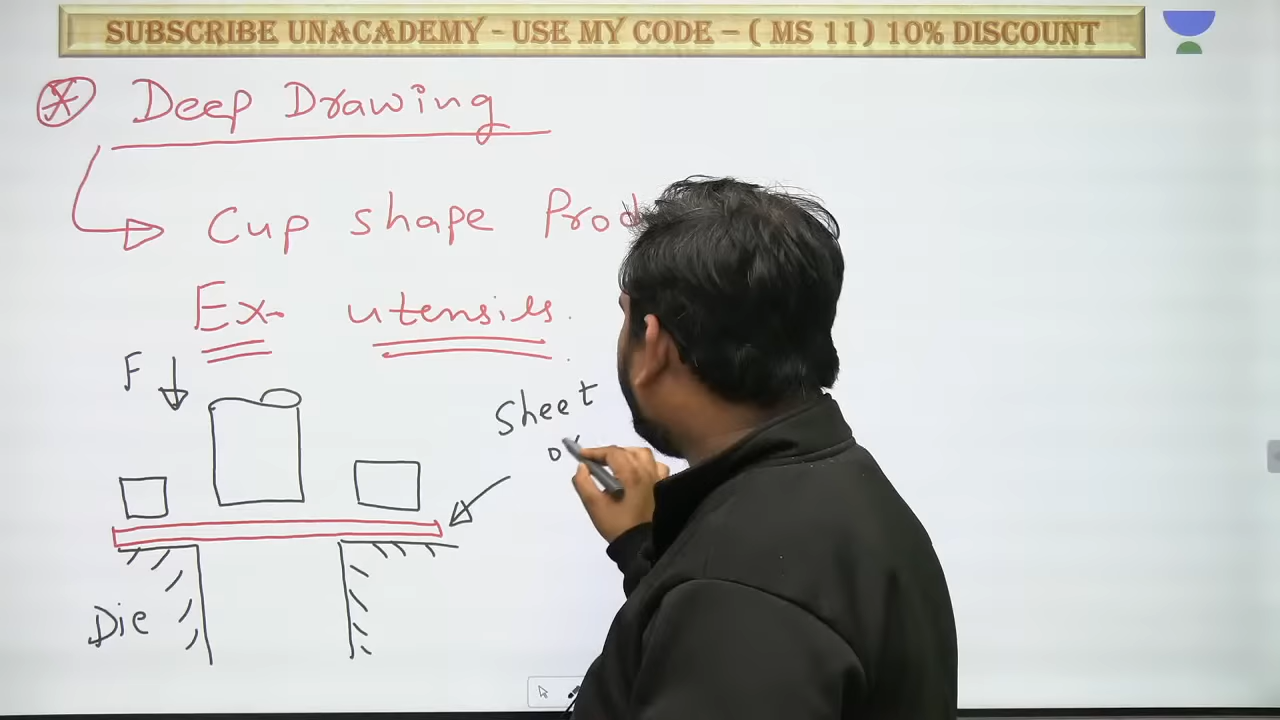 SUBSCRIBE UNACADEMY - USE MY CODE – ( MS 11) 10% DISCOUNT
Deep Drawing
Cup shape Prod
Ex- utensils.
F
Sheet
Die